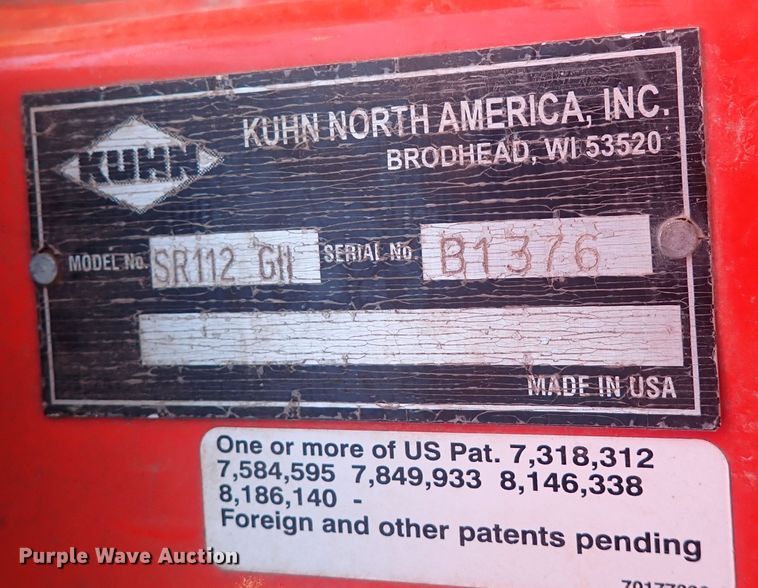 KUHN
KUHN NORTH AMERICA, INC.
BRODHEAD, WI 53520
MODEL No. SR112 GII SERIAL No. B1376
MADE IN USA
One or more of US Pat. 7,318,312
7,584,595 7,849,933 8,146,338
8,186,140 -
Foreign and other patents pending
Purple Wave Auction